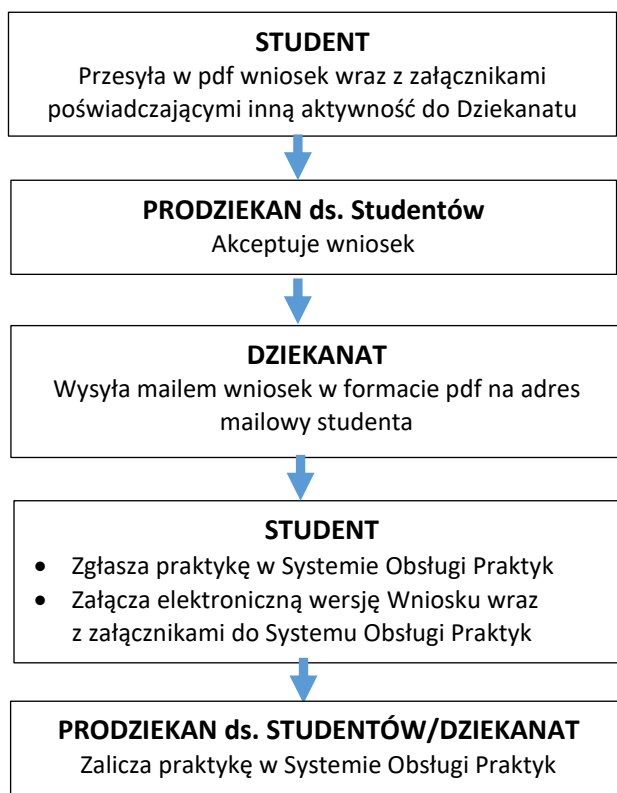 STUDENT
Przesyła w pdf wniosek wraz z załącznikami
poświadczającymi inną aktywność do Dziekanatu
PRODZIEKAN ds. Studentów
Akceptuje wniosek
DZIEKANAT
Wysyła mailem wniosek w formacie pdf na adres
mailowy studenta
STUDENT
• Zgłasza praktykę w Systemie Obsługi Praktyk
• Załącza elektroniczną wersję Wniosku wraz
z załącznikami do Systemu Obsługi Praktyk
PRODZIEKAN ds. STUDENTÓW/DZIEKANAT
Zalicza praktykę w Systemie Obsługi Praktyk